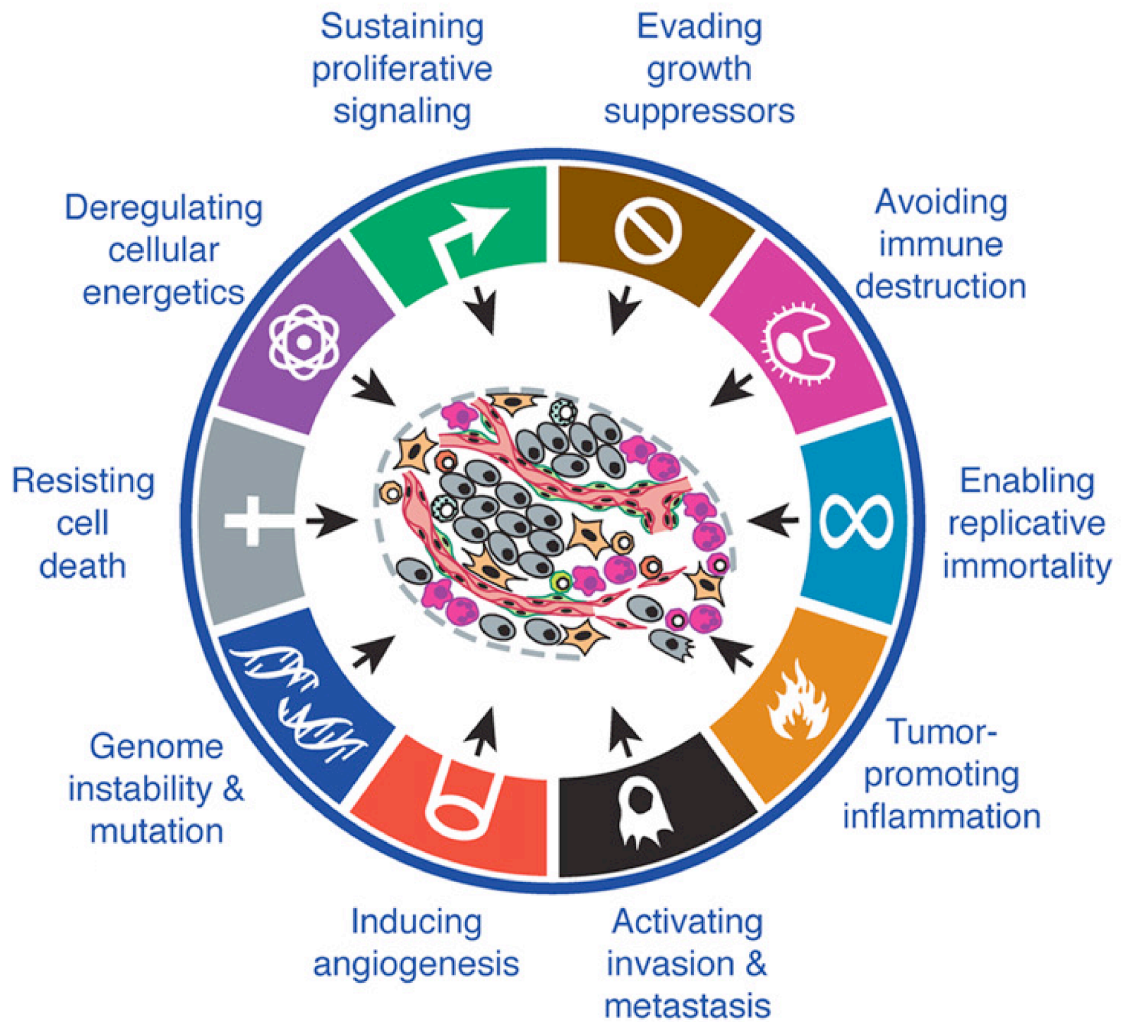 Sustaining
proliferative
signaling
Evading
growth
suppressors
Avoiding
immune
destruction
Enabling
replicative
immortality
Tumor-
promoting
inflammation
Activating
invasion &
metastasis
Inducing
angiogenesis
Genome
instability &
mutation
Resisting
cell
death
Deregulating
cellular
energetics